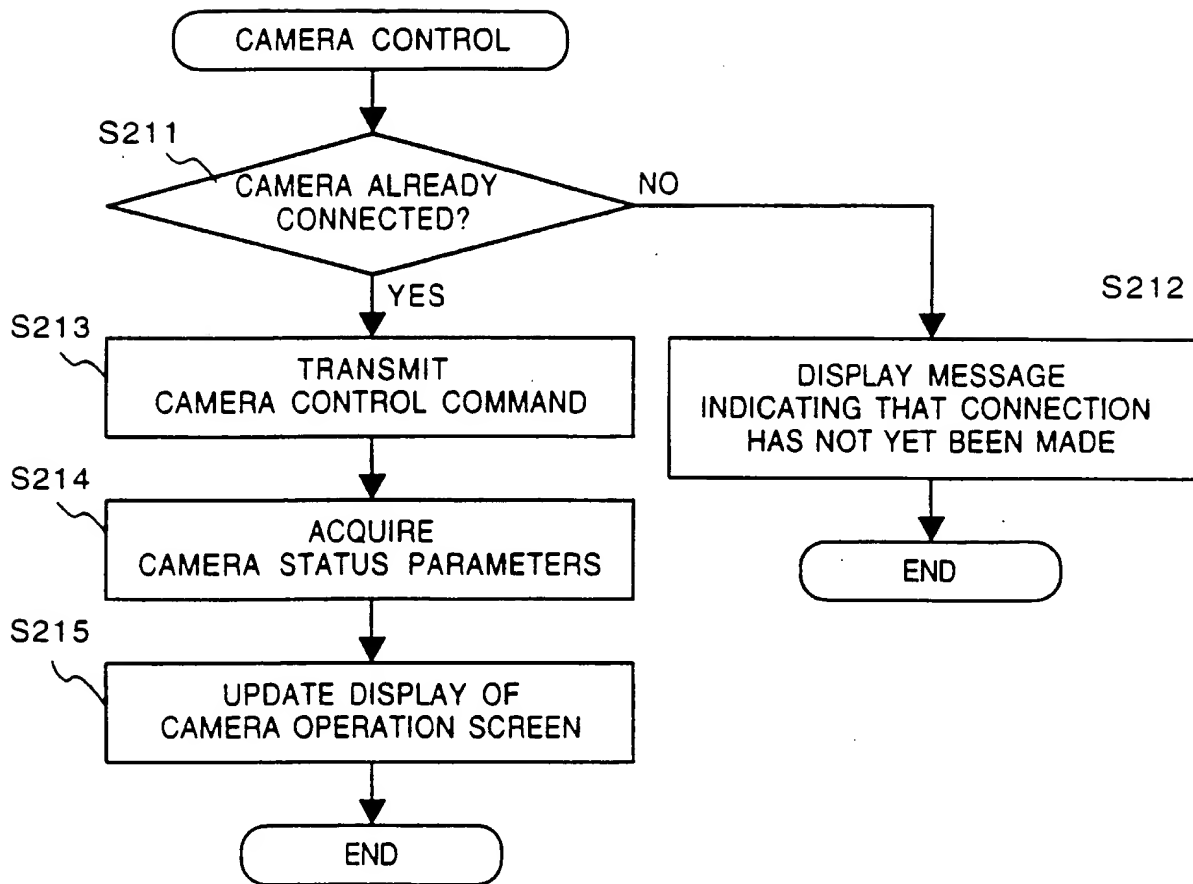 CAMERA CONTROL
S211
CAMERA ALREADY
CONNECTED?
NO
YES
S212
S213
TRANSMIT
CAMERA CONTROL COMMAND
DISPLAY MESSAGE
INDICATING THAT CONNECTION
HAS NOT YET BEEN MADE
S214
ACQUIRE
CAMERA STATUS PARAMETERS
END
S215
UPDATE DISPLAY OF
CAMERA OPERATION SCREEN
END